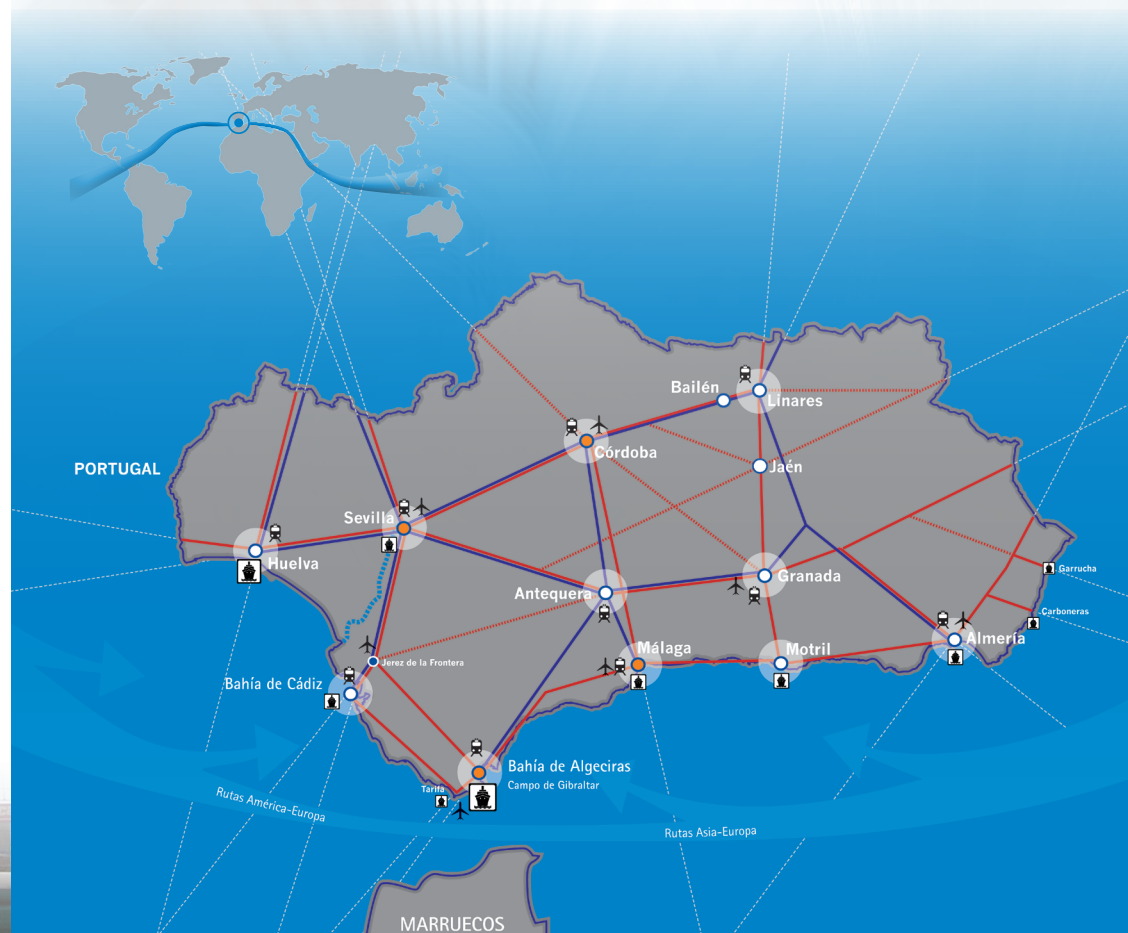 Bailén
Linares
Córdoba
PORTUGAL
Jaén
Sevilla
Huelva
Granada
Garrucha
Antequera
Carboneras
Almería
Málaga
Motril
Jerez de la Frontera
Bahía de Cádiz
Bahía de Algeciras
Campo de Gibraltar
Tarifa
Rutas América-Europa
Rutas Asia-Europa
MARRUECOS